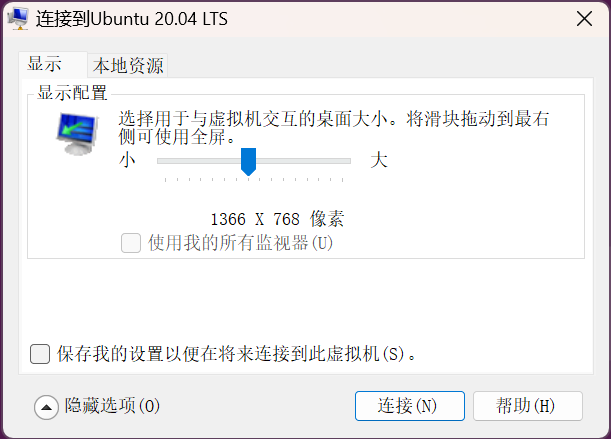 连接到Ubuntu 20.04 LTS
显示
本地资源
显示配置
选择用于与虚拟机交互的桌面大小。将滑块拖动到最右
侧可使用全屏。
小
大
1366 X 768 像素
使用我的所有监视器(U)
保存我的设置以便在将来连接到此虚拟机(S)。
隐藏选项(O)
连接(N)
帮助(H)